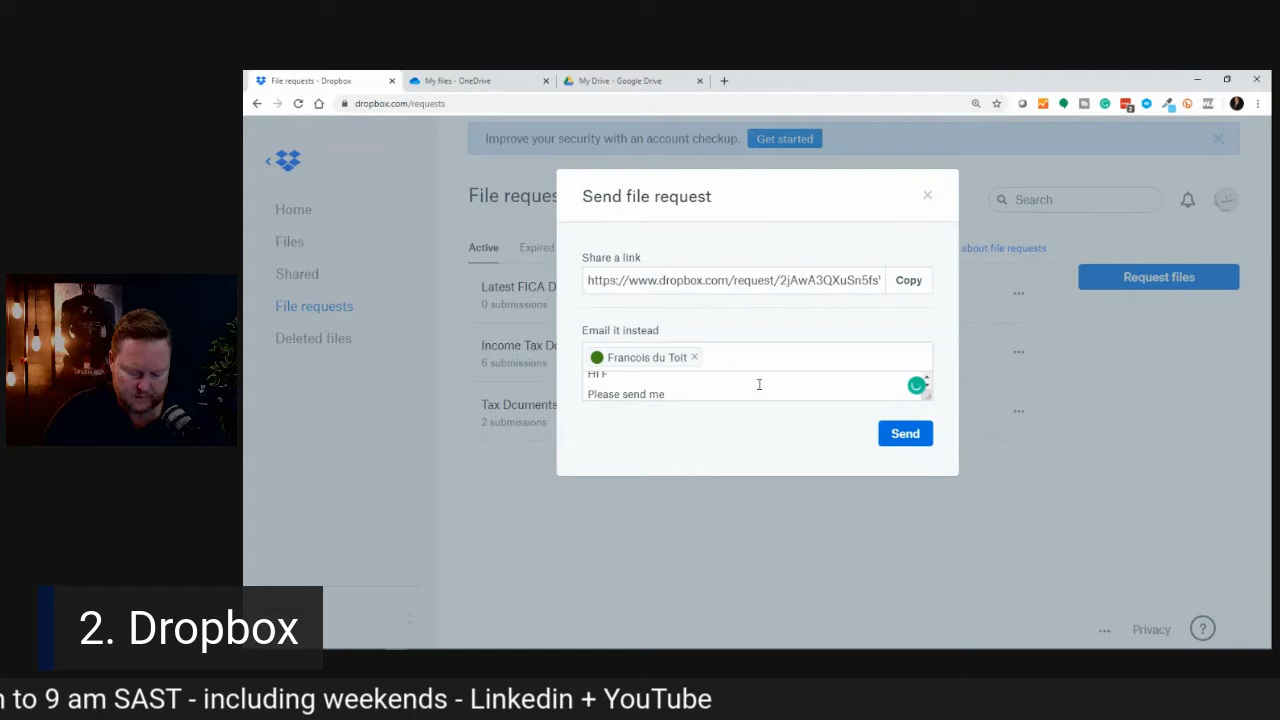 File requests - Dropbox
My files - OneDrive
My Drive - Google Drive
dropbox.com/requests
Improve your security with an account checkup.
Get started
Home
Files
Shared
File requests
Deleted files
File reques
Search
Active
Expired
about file requests
Latest FICA D
0 submissions
Income Tax Do
6 submissions
Tax Dcuments
2 submissions
Request files
Send file request
Share a link
https://www.dropbox.com/request/2jAwA3QXuSn5fs
Copy
Email it instead
Francois du Toit
Hi F
Please send me
Send
Privacy
2. Dropbox
n to 9 am SAST - including weekends - Linkedin + YouTube